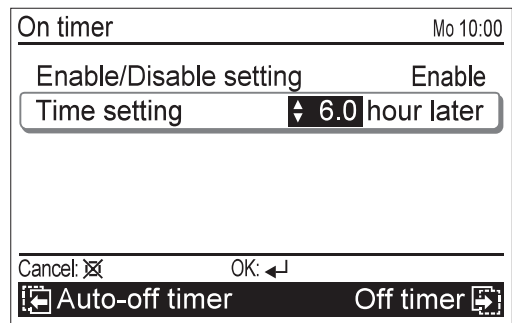 On timer Mo 10:00
Enable/Disable setting Enable
Time setting 6.0 hour later
Cancel: OK:
Auto-off timer Off timer